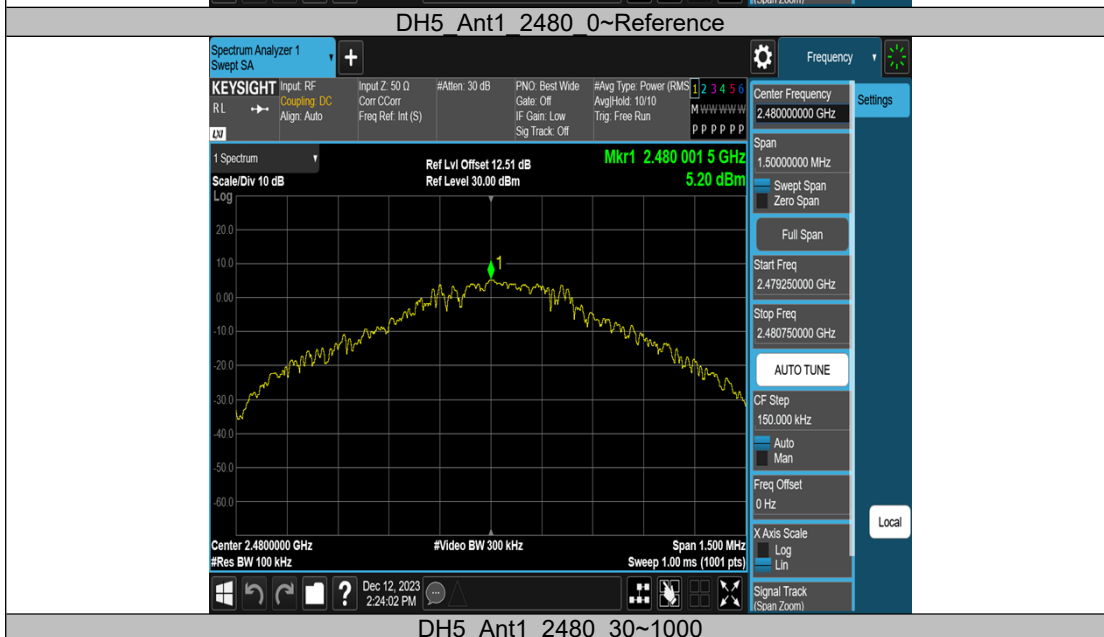 (Span Zoom)
DH5_Ant1_2480_0~Reference
Spectrum Analyzer 1
Swept SA
+
Frequency
KEYSIGHT
RL
LXI
Input: RF
Coupling: DC
Align: Auto
Input Z: 50 Ω
Corr CCorr
Freq Ref: Int (S)
#Atten: 30 dB
PNO: Best Wide
Gate: Off
IF Gain: Low
Sig Track: Off
#Avg Type: Power (RMS
Avg|Hold: 10/10
Trig: Free Run
1 2 3 4 5 6
M W W W W W
P P P P P P
1 Spectrum
Scale/Div 10 dB
Log
Ref Lvl Offset 12.51 dB
Ref Level 30.00 dBm
Mkr1 2.480 001 5 GHz
5.20 dBm
20.0
10.0
0.00
-10.0
-20.0
-30.0
-40.0
-50.0
-60.0
1
Center 2.4800000 GHz
#Res BW 100 kHz
#Video BW 300 kHz
Span 1.500 MHz
Sweep 1.00 ms (1001 pts)
?
Dec 12, 2023
2:24:02 PM
Center Frequency
2.480000000 GHz
Settings
Span
1.50000000 MHz
Swept Span
Zero Span
Full Span
Start Freq
2.479250000 GHz
Stop Freq
2.480750000 GHz
AUTO TUNE
CF Step
150.000 kHz
Auto
Man
Freq Offset
0 Hz
Local
X Axis Scale
Log
Lin
Signal Track
(Span Zoom)
DH5_Ant1_2480_30~1000